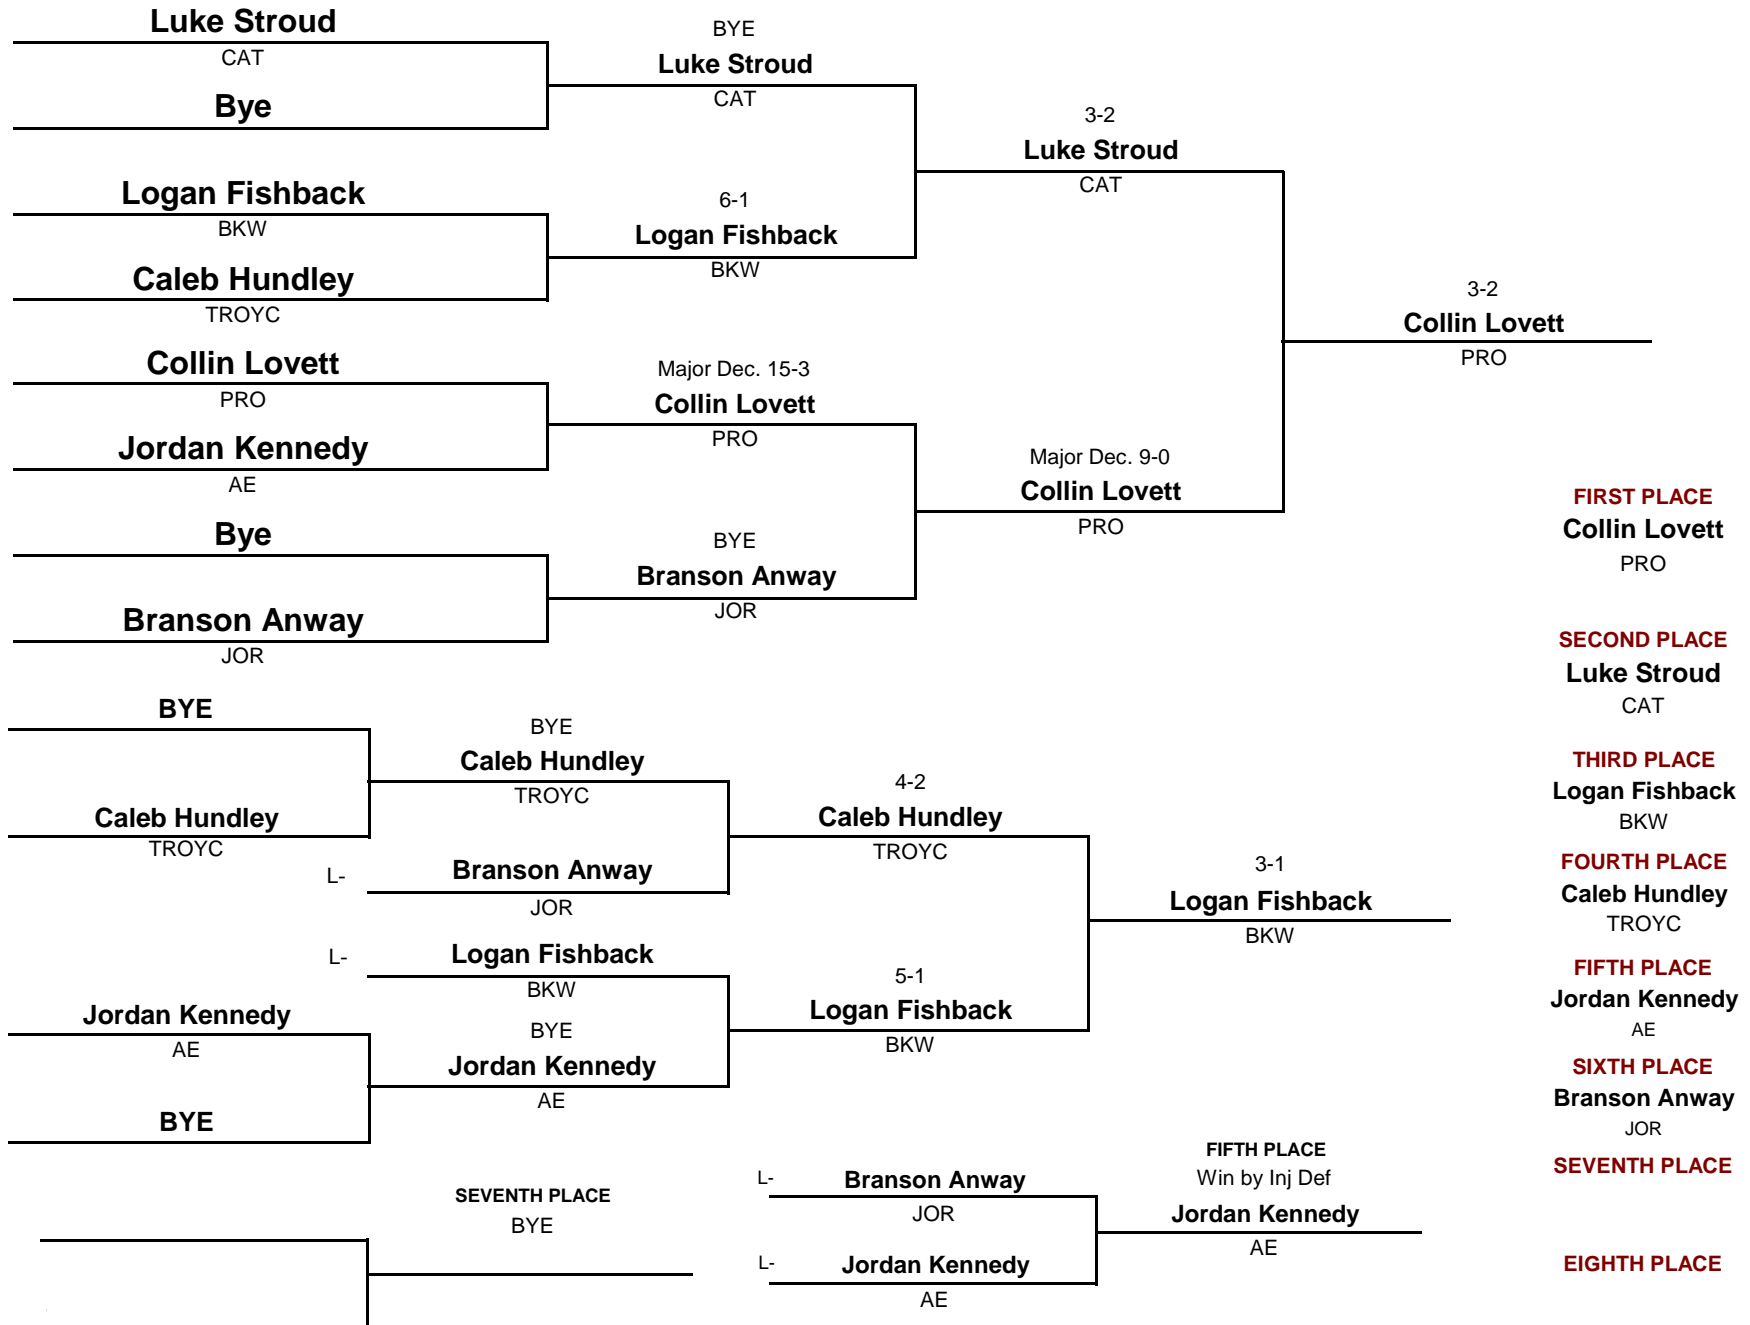 Luke Stroud
CAT
Bye
Logan Fishback
BKW
Caleb Hundley
TROYC
Collin Lovett
PRO
Jordan Kennedy
AE
Bye
Branson Anway
JOR
BYE
Luke Stroud
CAT
6-1
Logan Fishback
BKW
Major Dec. 15-3
Collin Lovett
PRO
BYE
Branson Anway
JOR
3-2
Luke Stroud
CAT
Major Dec. 9-0
Collin Lovett
PRO
3-2
Collin Lovett
PRO
BYE
Caleb Hundley
TROYC
Jordan Kennedy
AE
BYE
BYE
Caleb Hundley
TROYC
L-
Branson Anway
JOR
L-
Logan Fishback
BKW
BYE
Jordan Kennedy
AE
4-2
Caleb Hundley
TROYC
5-1
Logan Fishback
BKW
3-1
Logan Fishback
BKW
SEVENTH PLACE
BYE
L-
Branson Anway
JOR
L-
Jordan Kennedy
AE
FIFTH PLACE
Win by Inj Def
Jordan Kennedy
AE
FIRST PLACE
Collin Lovett
PRO
SECOND PLACE
Luke Stroud
CAT
THIRD PLACE
Logan Fishback
BKW
FOURTH PLACE
Caleb Hundley
TROYC
FIFTH PLACE
Jordan Kennedy
AE
SIXTH PLACE
Branson Anway
JOR
SEVENTH PLACE
EIGHTH PLACE